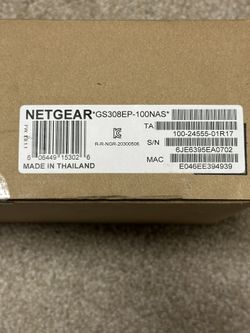 NETGEAR *GS308EP-100NAS*
TA
100-24555-01R17
S/N
R-R-NGR-20300506
6JE6395EA0702
6 06449 15302 6
MAC
MADE IN THAILAND
E046EE394939